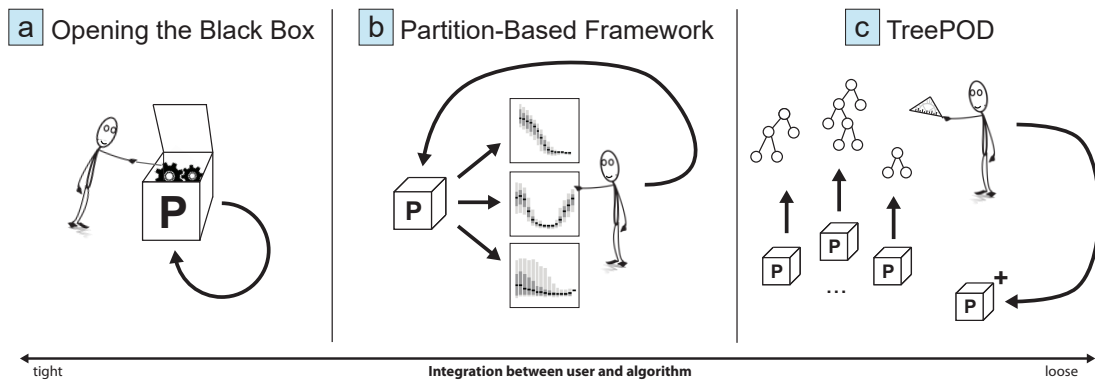 a Opening the Black Box
P
b Partition-Based Framework
P
c TreePOD
P
P
P
...
P+
tight
Integration between user and algorithm
loose